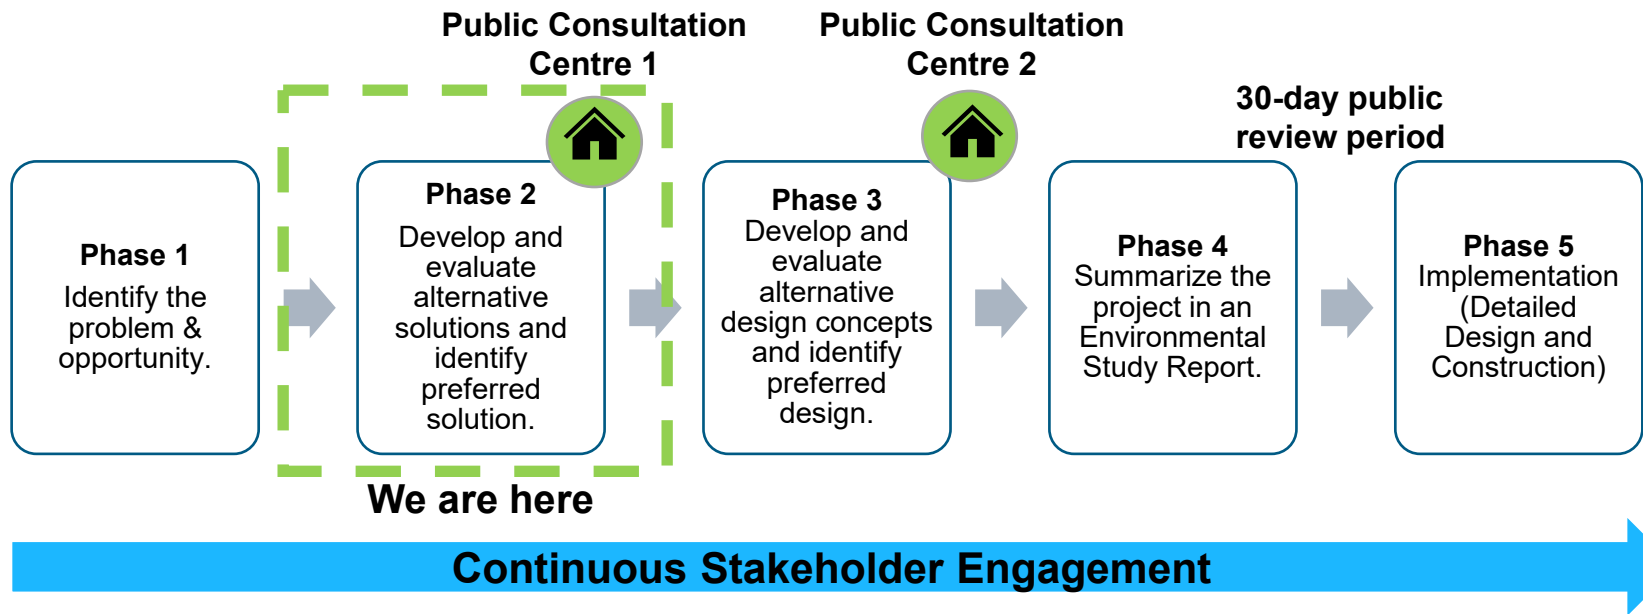 Public Consultation
Centre 1
Public Consultation
Centre 2
30-day public
review period
Phase 1
Identify the
problem &
opportunity.
Phase 2
Develop and
evaluate
alternative
solutions and
identify
preferred
solution.
Phase 3
Develop and
evaluate
alternative
design concepts
and identify
preferred
design.
Phase 4
Summarize the
project in an
Environmental
Study Report.
Phase 5
Implementation
(Detailed
Design and
Construction)
We are here
Continuous Stakeholder Engagement